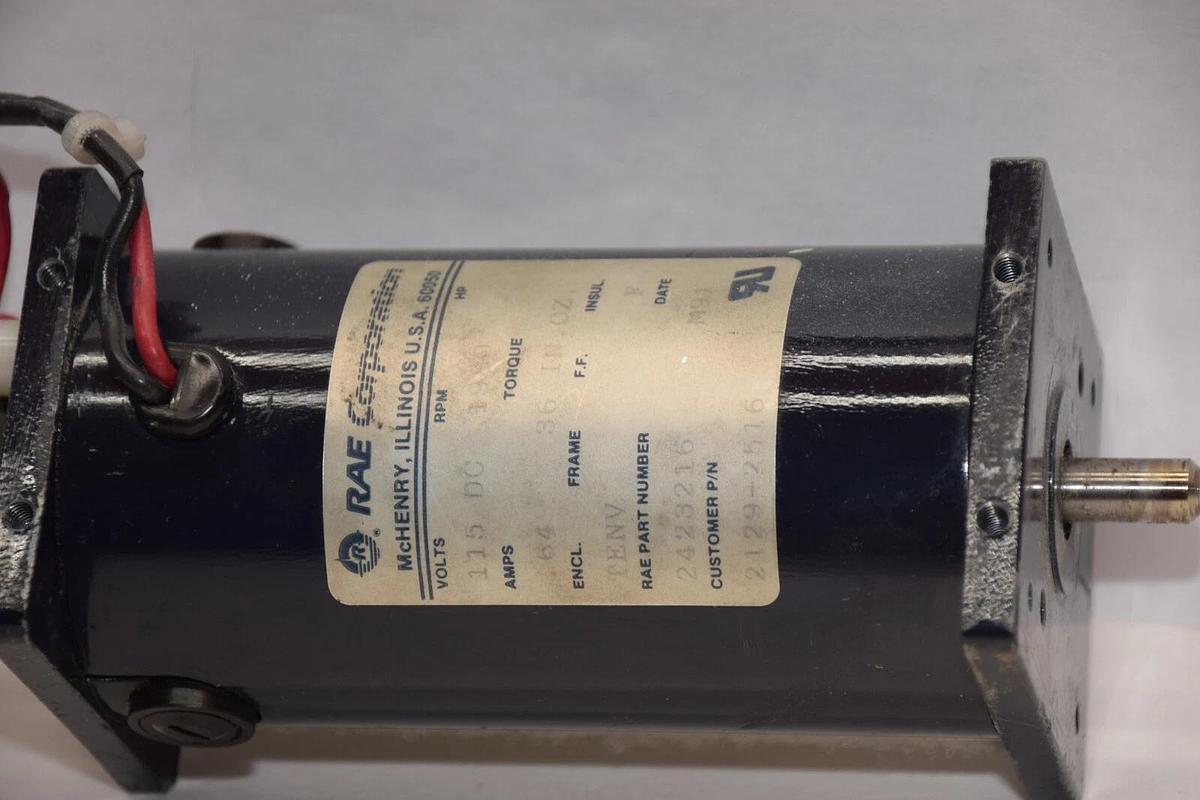 RAE Corporation
McHENRY, ILLINOIS U.S.A. 60050
VOLTS RPM HP
115 DC
AMPS TORQUE
36 IN.OZ.
ENCL. FRAME F.F. INSUL
TENV F
RAE PART NUMBER DATE
2423216
CUSTOMER P/N
2129-2516